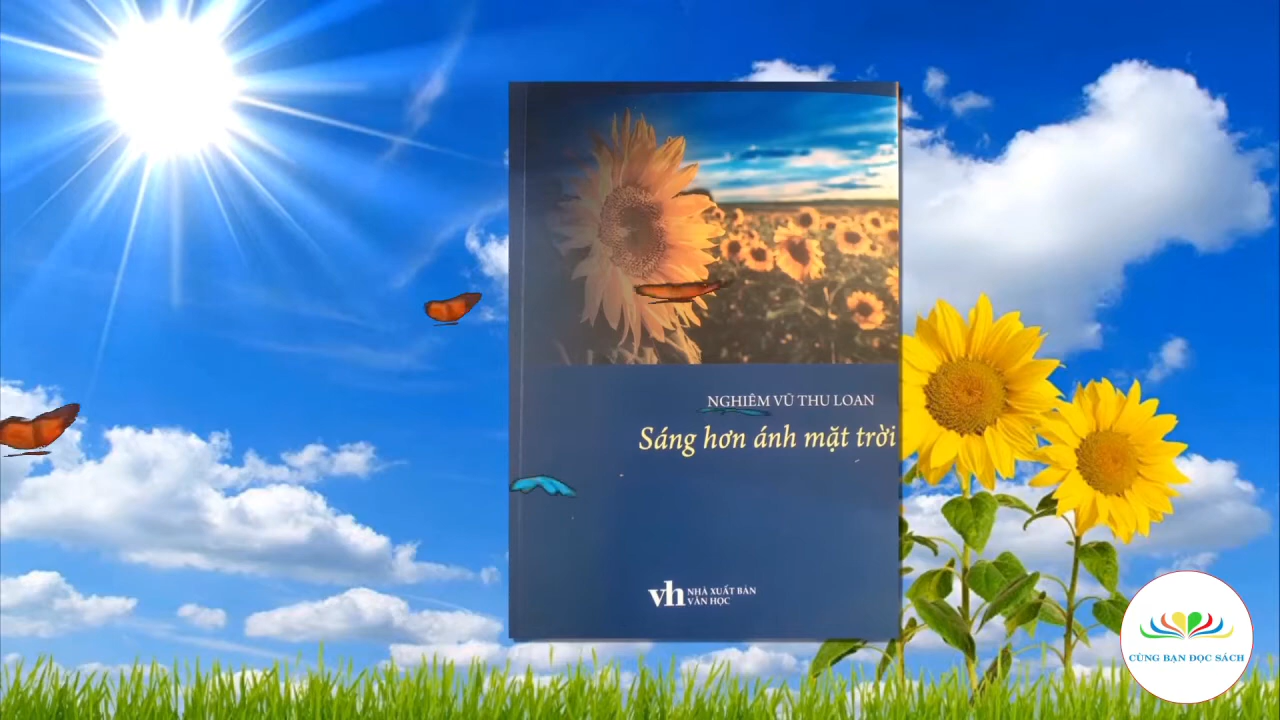 NGHIÊM VŨ THU LOAN
Sáng hơn ánh mặt trời
vh NHÀ XUẤT BẢN
VĂN HỌC
CÙNG BẠN ĐỌC SÁCH